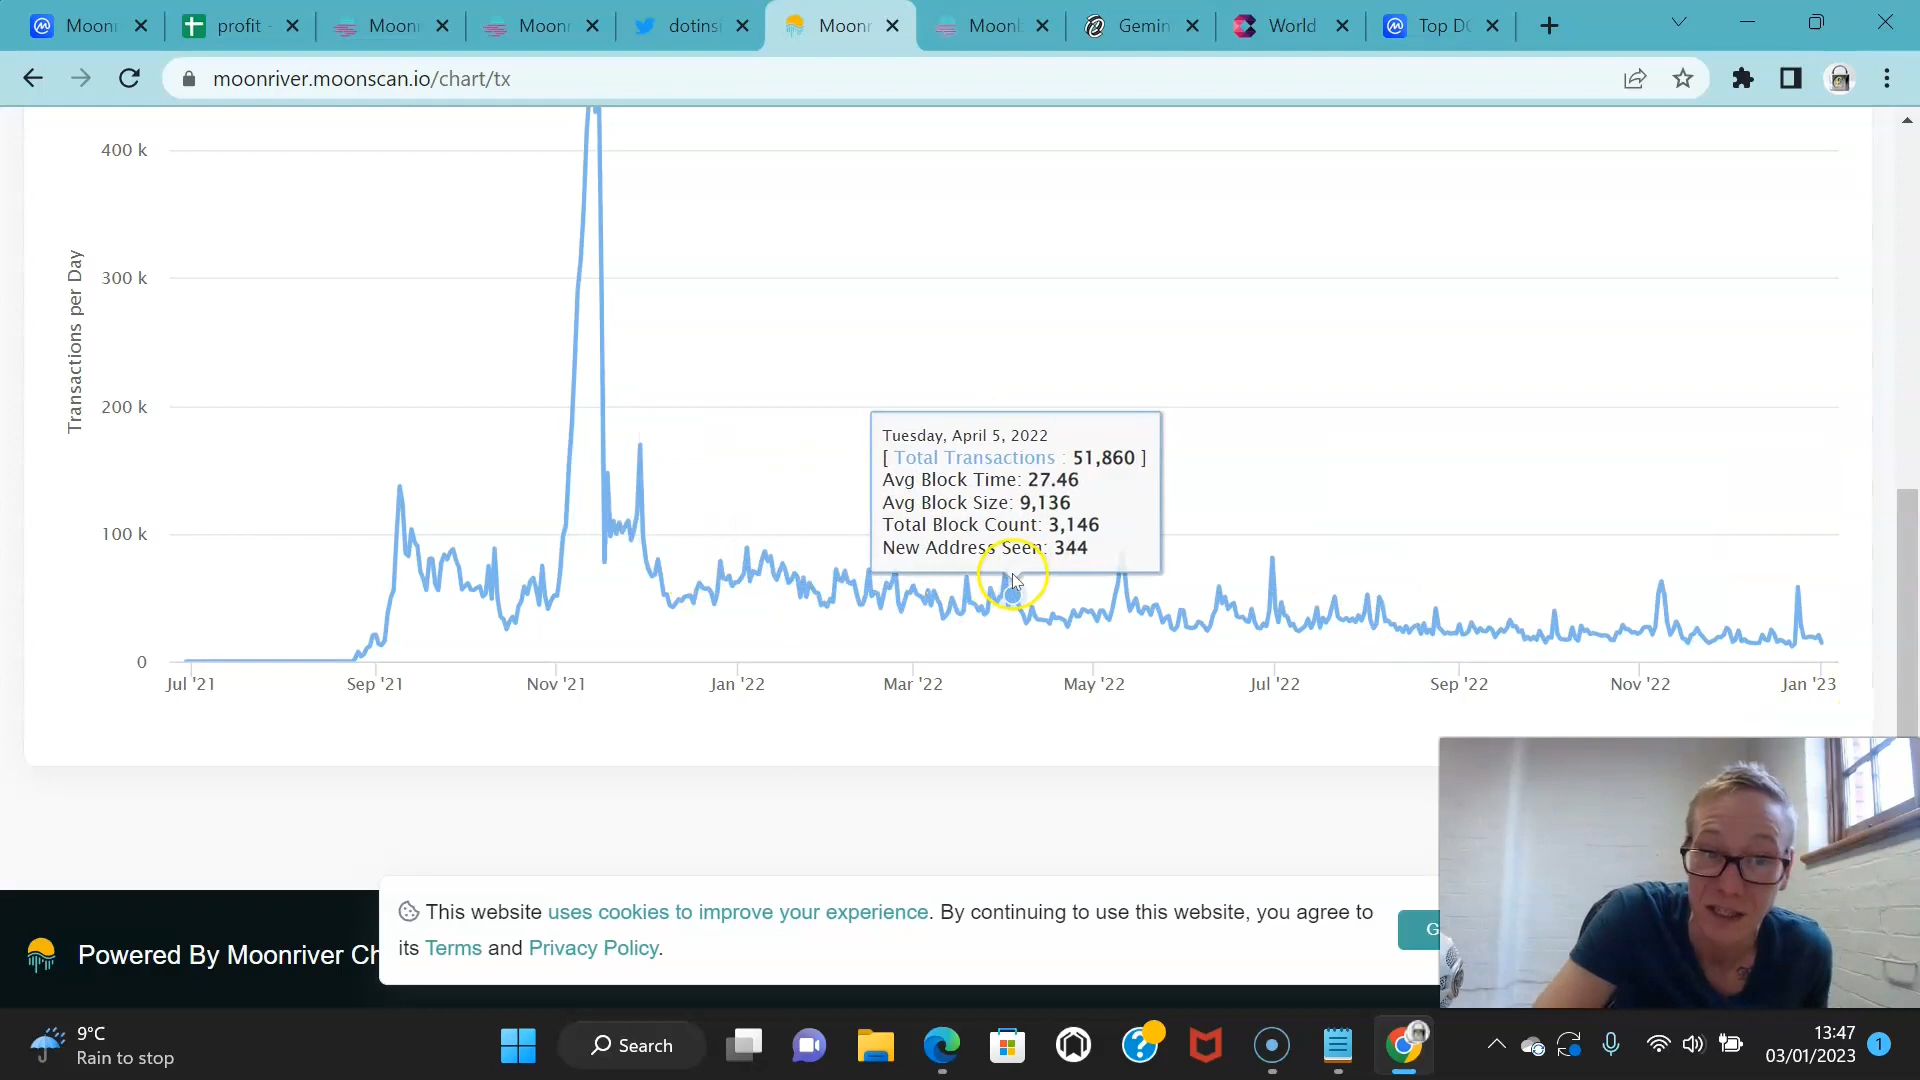 Moonr
profit -
Moonr
Moonr
dotinsi
Moonr
Moonb
Gemin
World
Top D
moonriver.moonscan.io/chart/tx
400 k
300 k
200 k
100 k
0
Transactions per Day
Tuesday, April 5, 2022
[ Total Transactions : 51,860 ]
Avg Block Time: 27.46
Avg Block Size: 9,136
Total Block Count: 3,146
New Address Seen: 344
Jul '21
Sep '21
Nov '21
Jan '22
Mar '22
May '22
Jul '22
Sep '22
Nov '22
Jan '23
This website uses cookies to improve your experience. By continuing to use this website, you agree to
its Terms and Privacy Policy.
G
Powered By Moonriver Ch
9°C
Rain to stop
Search
13:47
03/01/2023
1